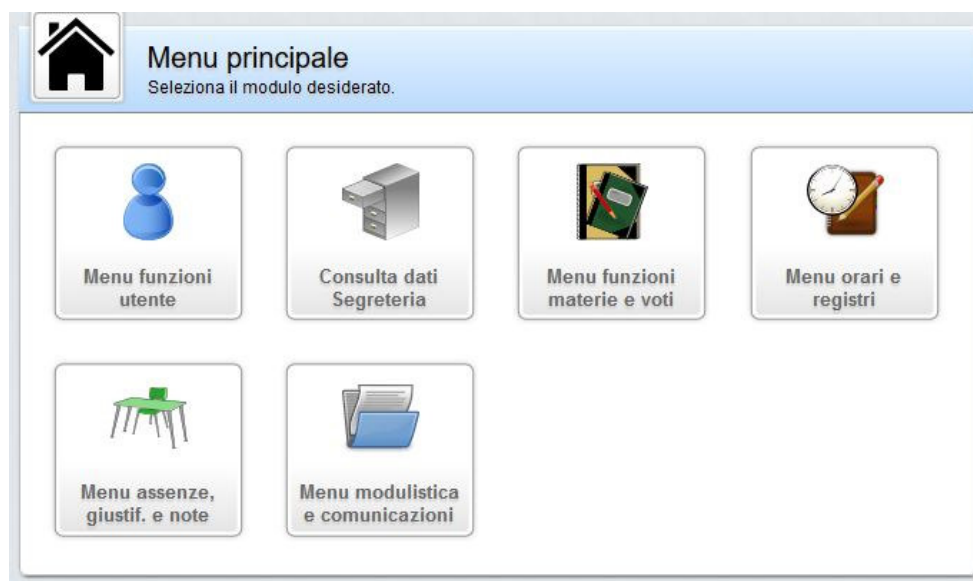 Menu principale
Seleziona il modulo desiderato.
Menu funzioni
utente
Consulta dati
Segreteria
Menu funzioni
materie e voti
Menu orari e
registri
Menu assenze,
giustif. e note
Menu modulistica
e comunicazioni